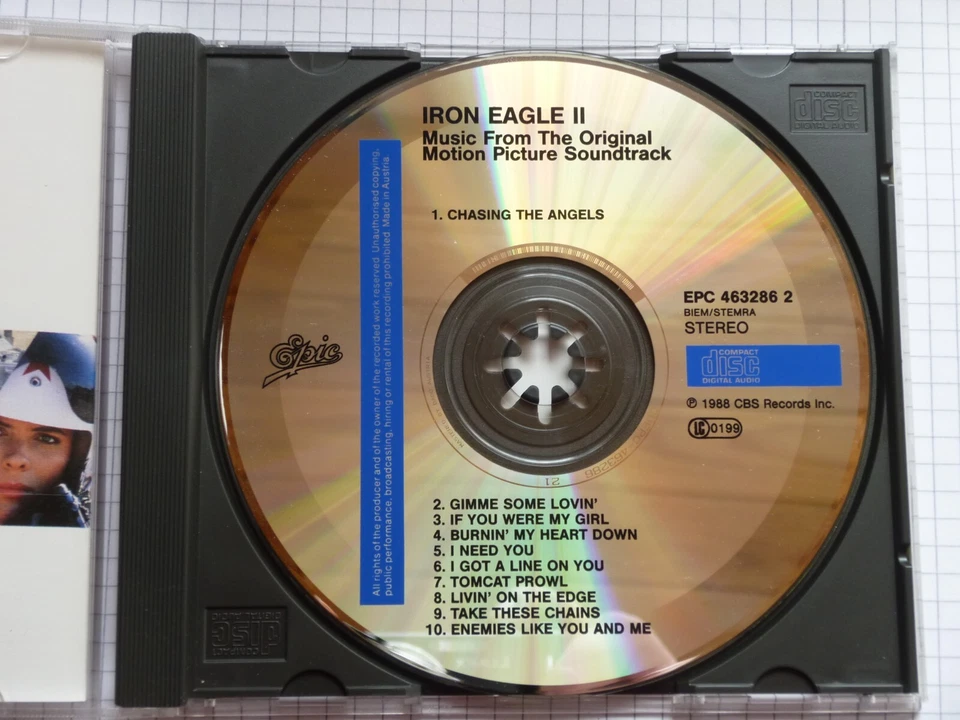 IRON EAGLE II
Music From The Original
Motion Picture Soundtrack
COMPACT
disc
DIGITAL AUDIO
1. CHASING THE ANGELS
All rights of the producer and of the owner of the recorded work reserved. Unauthorised copying,
public performance, broadcasting, hiring or rental of this recording prohibited. Made in Austria
Epic
EPC 463286 2
BIEM/STEMRA
STEREO
COMPACT
disc
DIGITAL AUDIO
℗ 1988 CBS Records Inc.
LC 0199
21
2. GIMME SOME LOVIN'
3. IF YOU WERE MY GIRL
4. BURNIN' MY HEART DOWN
5. I NEED YOU
6. I GOT A LINE ON YOU
7. TOMCAT PROWL
8. LIVIN' ON THE EDGE
9. TAKE THESE CHAINS
10. ENEMIES LIKE YOU AND ME
COMPACT
disc
DIGITAL AUDIO